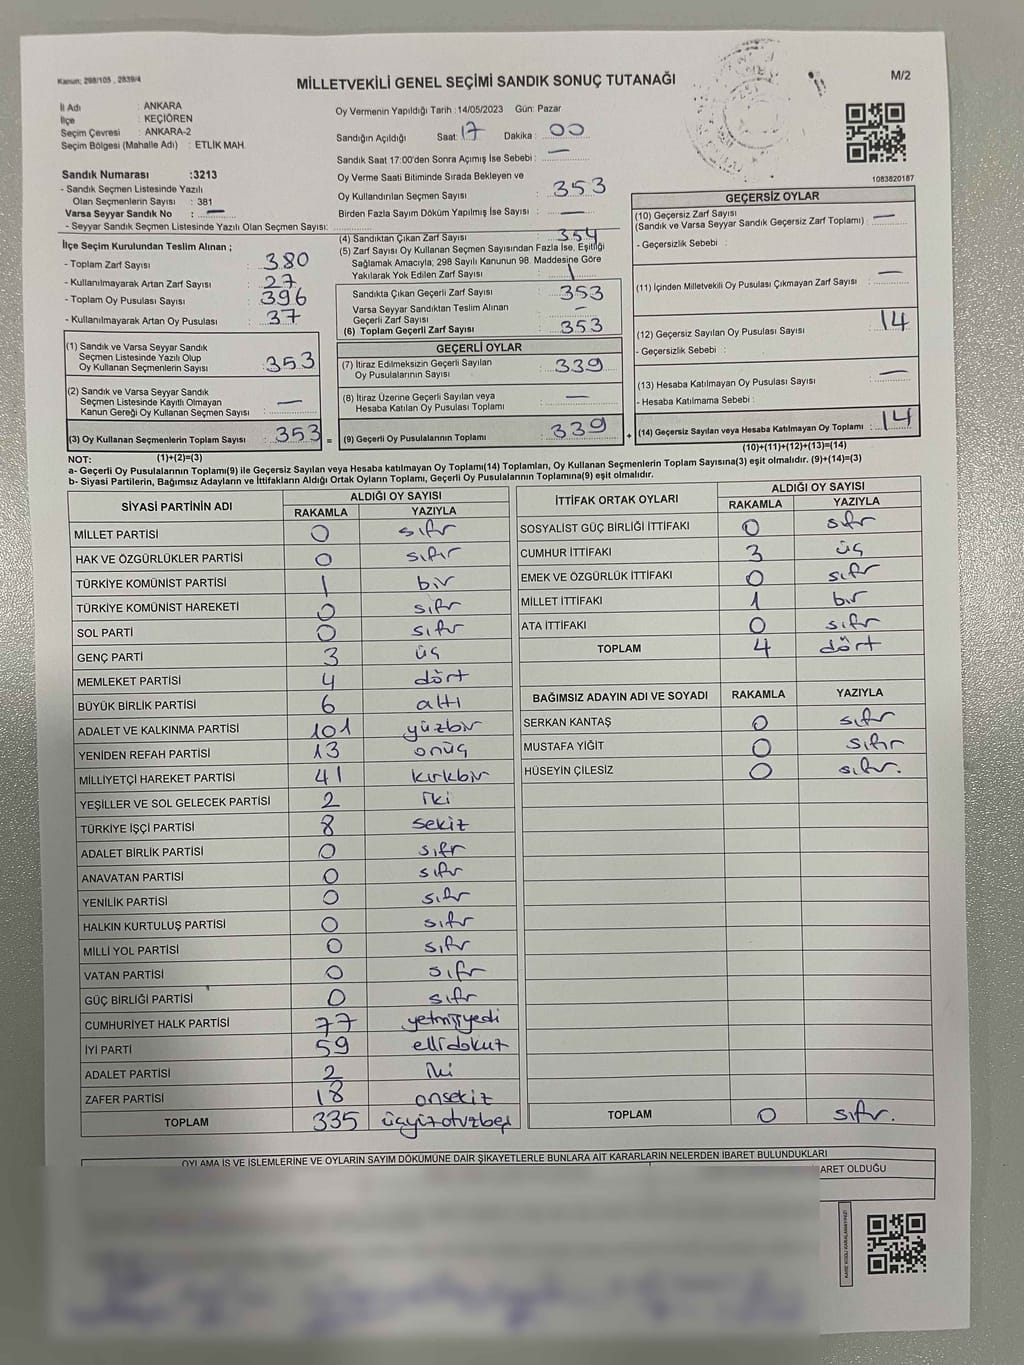 Kanun: 298/105 , 2839/4
MİLLETVEKİLİ GENEL SEÇİMİ SANDIK SONUÇ TUTANAĞI
M/2
İl Adı : ANKARA
İlçe : KEÇİÖREN
Seçim Çevresi : ANKARA-2
Seçim Bölgesi (Mahalle Adı) : ETLİK MAH.
Oy Vermenin Yapıldığı Tarih :14/05/2023 Gün: Pazar
Sandığın Açıldığı Saat: 17 Dakika : 00
Sandık Saat 17:00'den Sonra Açımış İse Sebebi : —
Oy Verme Saati Bitiminde Sırada Bekleyen ve
Oy Kullandırılan Seçmen Sayısı : 353
Birden Fazla Sayım Döküm Yapılmış İse Sayısı : —
1083820187
Sandık Numarası :3213
- Sandık Seçmen Listesinde Yazılı
Olan Seçmenlerin Sayısı : 381
Varsa Seyyar Sandık No : —
- Seyyar Sandık Seçmen Listesinde Yazılı Olan Seçmen Sayısı:
İlçe Seçim Kurulundan Teslim Alınan ;
- Toplam Zarf Sayısı : 380
- Kullanılmayarak Artan Zarf Sayısı : 27
- Toplam Oy Pusulası Sayısı : 396
- Kullanılmayarak Artan Oy Pusulası : 37
(1) Sandık ve Varsa Seyyar Sandık
Seçmen Listesinde Yazılı Olup
Oy Kullanan Seçmenlerin Sayısı : 353
(2) Sandık ve Varsa Seyyar Sandık
Seçmen Listesinde Kayıtlı Olmayan
Kanun Gereği Oy Kullanan Seçmen Sayısı : —
(3) Oy Kullanan Seçmenlerin Toplam Sayısı : 353 =
(4) Sandıktan Çıkan Zarf Sayısı : 354
(5) Zarf Sayısı Oy Kullanan Seçmen Sayısından Fazla İse, Eşitliği
Sağlamak Amacıyla; 298 Sayılı Kanunun 98. Maddesine Göre
Yakılarak Yok Edilen Zarf Sayısı : 1
Sandıkta Çıkan Geçerli Zarf Sayısı : 353
Varsa Seyyar Sandıktan Teslim Alınan
Geçerli Zarf Sayısı : —
(6) Toplam Geçerli Zarf Sayısı : 353
GEÇERLİ OYLAR
(7) İtiraz Edilmeksizin Geçerli Sayılan
Oy Pusulalarının Sayısı : 339
(8) İtiraz Üzerine Geçerli Sayılan veya
Hesaba Katılan Oy Pusulası Toplamı : —
(9) Geçerli Oy Pusulalarının Toplamı : 339 +
GEÇERSİZ OYLAR
(10) Geçersiz Zarf Sayısı : —
(Sandık ve Varsa Seyyar Sandık Geçersiz Zarf Toplamı)
- Geçersizlik Sebebi :
(11) İçinden Milletvekili Oy Pusulası Çıkmayan Zarf Sayısı : —
(12) Geçersiz Sayılan Oy Pusulası Sayısı : 14
- Geçersizlik Sebebi :
(13) Hesaba Katılmayan Oy Pusulası Sayısı : —
- Hesaba Katılmama Sebebi :
(14) Geçersiz Sayılan veya Hesaba Katılmayan Oy Toplamı : 14
(10)+(11)+(12)+(13)=(14)
NOT: (1)+(2)=(3)
a- Geçerli Oy Pusulalarının Toplamı(9) ile Geçersiz Sayılan veya Hesaba katılmayan Oy Toplamı(14) Toplamları, Oy Kullanan Seçmenlerin Toplam Sayısına(3) eşit olmalıdır. (9)+(14)=(3)
b- Siyasi Partilerin, Bağımsız Adayların ve İttifakların Aldığı Ortak Oyların Toplamı, Geçerli Oy Pusulalarının Toplamına(9) eşit olmalıdır.
SİYASİ PARTİNİN ADI ALDIĞI OY SAYISI
RAKAMLA YAZIYLA
MİLLET PARTİSİ 0 sıfır
HAK VE ÖZGÜRLÜKLER PARTİSİ 0 sıfır
TÜRKİYE KOMÜNİST PARTİSİ 1 bir
TÜRKİYE KOMÜNİST HAREKETİ 0 sıfır
SOL PARTİ 0 sıfır
GENÇ PARTİ 3 üç
MEMLEKET PARTİSİ 4 dört
BÜYÜK BİRLİK PARTİSİ 6 altı
ADALET VE KALKINMA PARTİSİ 101 yüzbir
YENİDEN REFAH PARTİSİ 13 onüç
MİLLİYETÇİ HAREKET PARTİSİ 41 kırkbir
YEŞİLLER VE SOL GELECEK PARTİSİ 2 iki
TÜRKİYE İŞÇİ PARTİSİ 8 sekiz
ADALET BİRLİK PARTİSİ 0 sıfır
ANAVATAN PARTİSİ 0 sıfır
YENİLİK PARTİSİ 0 sıfır
HALKIN KURTULUŞ PARTİSİ 0 sıfır
MİLLİ YOL PARTİSİ 0 sıfır
VATAN PARTİSİ 0 sıfır
GÜÇ BİRLİĞİ PARTİSİ 0 sıfır
CUMHURİYET HALK PARTİSİ 77 yetmişyedi
İYİ PARTİ 59 ellidokuz
ADALET PARTİSİ 2 iki
ZAFER PARTİSİ 18 onsekiz
TOPLAM 335 üçyüzotuzbeş
İTTİFAK ORTAK OYLARI ALDIĞI OY SAYISI
RAKAMLA YAZIYLA
SOSYALİST GÜÇ BİRLİĞİ İTTİFAKI 0 sıfır
CUMHUR İTTİFAKI 3 üç
EMEK VE ÖZGÜRLÜK İTTİFAKI 0 sıfır
MİLLET İTTİFAKI 1 bir
ATA İTTİFAKI 0 sıfır
TOPLAM 4 dört
BAĞIMSIZ ADAYIN ADI VE SOYADI RAKAMLA YAZIYLA
SERKAN KANTAŞ 0 sıfır
MUSTAFA YİĞİT 0 sıfır
HÜSEYİN ÇİLESİZ 0 sıfır.
TOPLAM 0 sıfır.
OYLAMA İŞ VE İŞLEMLERİNE VE OYLARIN SAYIM DÖKÜMÜNE DAİR ŞİKAYETLERLE BUNLARA AİT KARARLARIN NELERDEN İBARET BULUNDUKLARI
ARET OLDUĞU